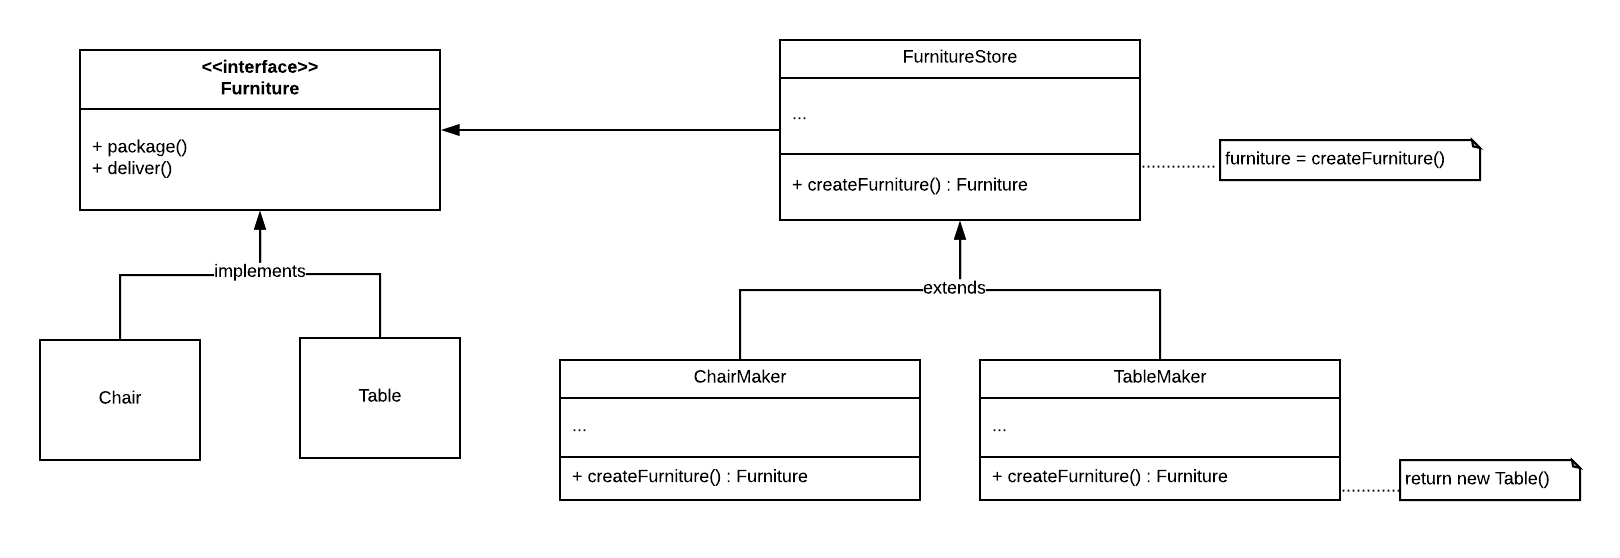 <<interface>>
Furniture
+ package()
+ deliver()
implements
Chair
Table
FurnitureStore
...
+ createFurniture() : Furniture
furniture = createFurniture()
extends
ChairMaker
...
+ createFurniture() : Furniture
TableMaker
...
+ createFurniture() : Furniture
return new Table()